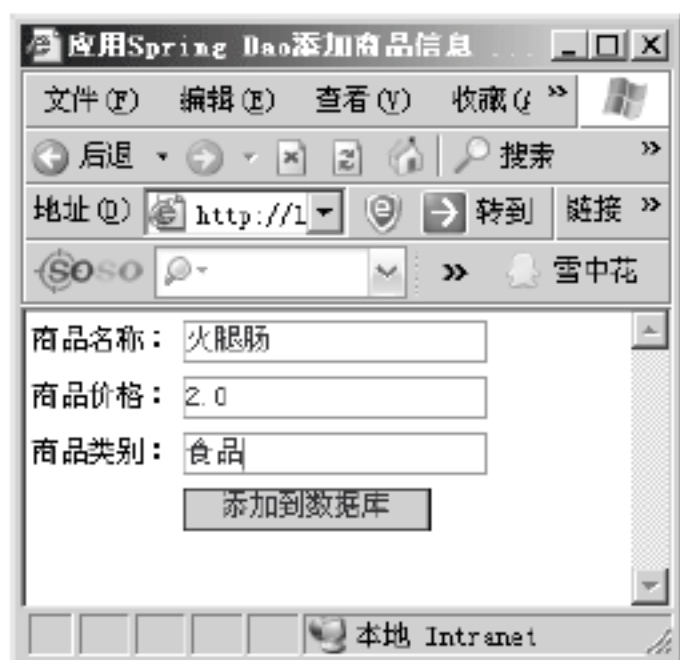 应用Spring Dao添加商品信息 ...
文件(F) 编辑(E) 查看(V) 收藏( »
后退 搜索 »
地址(D) http://l 转到 链接 »
SOSO » 雪中花
商品名称： 火腿肠
商品价格： 2.0
商品类别： 食品
添加到数据库
本地 Intranet